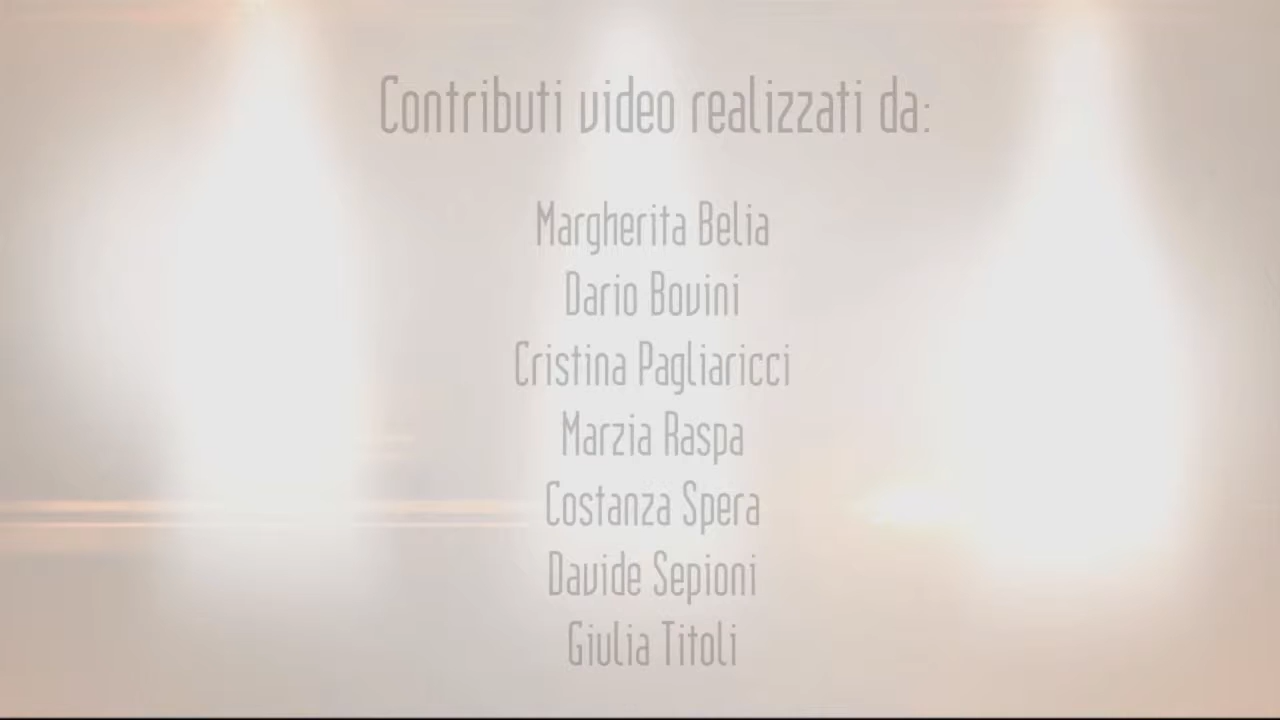 Contributi video realizzati da:
Margherita Belia
Dario Bovini
Cristina Pagliaricci
Marzia Raspa
Costanza Spera
Davide Sepioni
Giulia Titoli